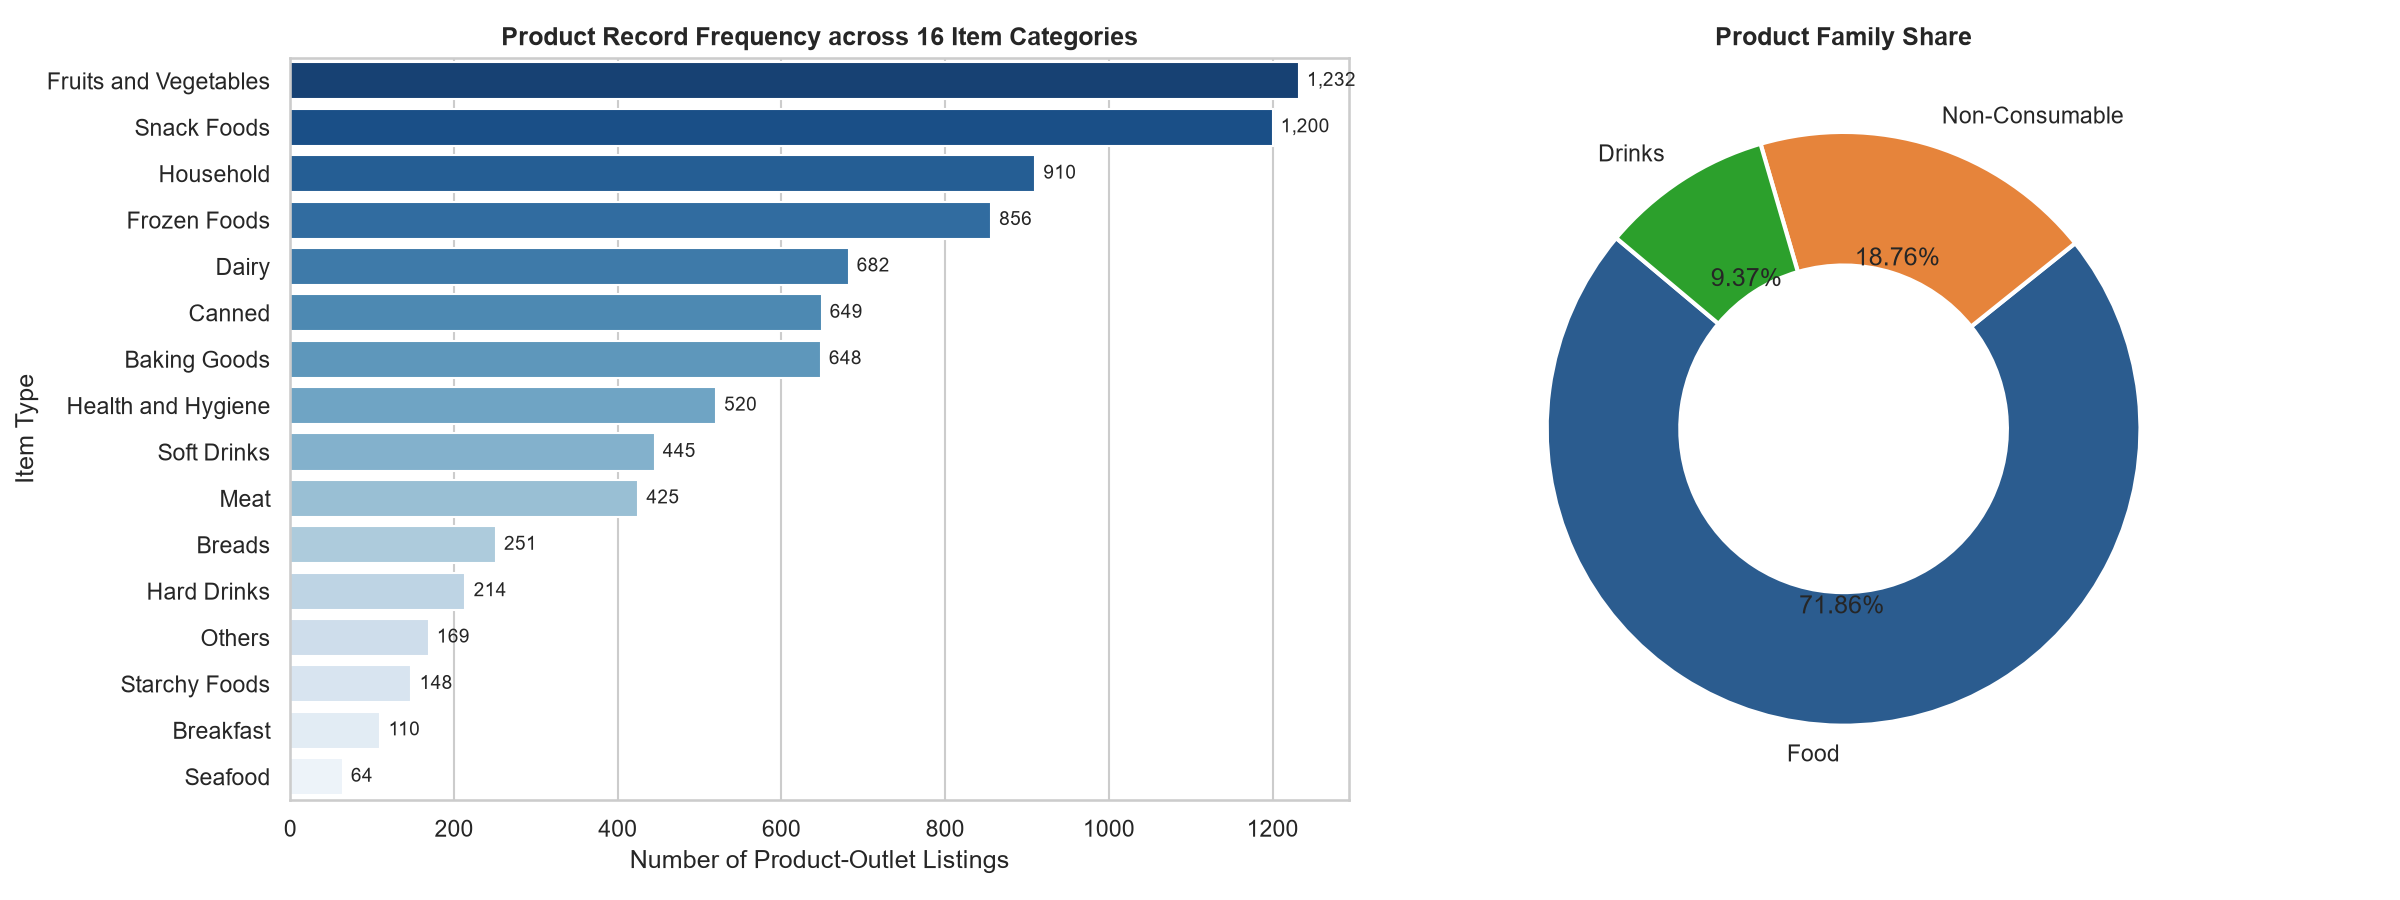 Product Record Frequency across 16 Item Categories
Item Type
Fruits and Vegetables 1,232
Snack Foods 1,200
Household 910
Frozen Foods 856
Dairy 682
Canned 649
Baking Goods 648
Health and Hygiene 520
Soft Drinks 445
Meat 425
Breads 251
Hard Drinks 214
Others 169
Starchy Foods 148
Breakfast 110
Seafood 64
0 200 400 600 800 1000 1200
Number of Product-Outlet Listings
Product Family Share
Non-Consumable
Drinks
18.76%
9.37%
71.86%
Food